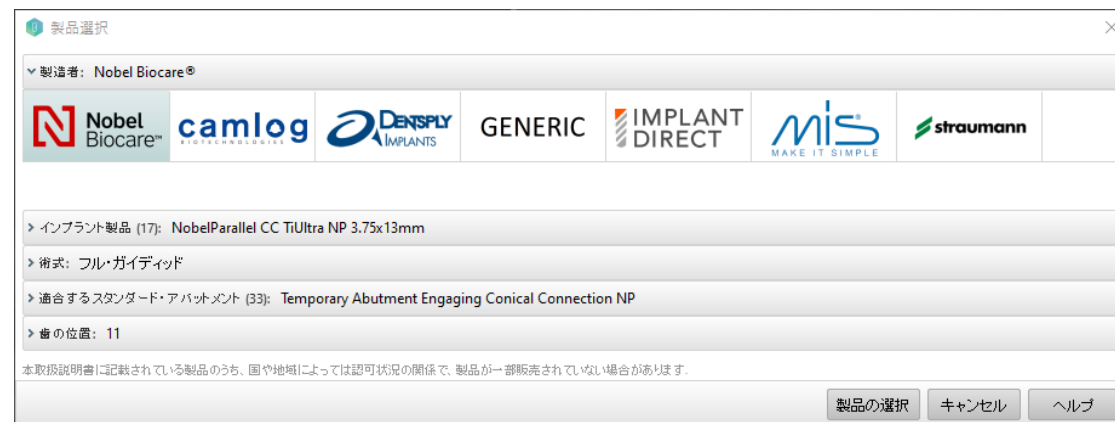 製品選択
製造者: Nobel Biocare®
Nobel Biocare™
camlog
BIOTECHNOLOGIES
DENTSPLY
IMPLANTS
GENERIC
IMPLANT DIRECT
mis
MAKE IT SIMPLE
straumann
インプラント製品 (17): NobelParallel CC TiUltra NP 3.75x13mm
術式: フル・ガイディッド
適合するスタンダード・アバットメント (33): Temporary Abutment Engaging Conical Connection NP
歯の位置: 11
本取扱説明書に記載されている製品のうち、国や地域によっては認可状況の関係で、製品が一部販売されていない場合があります.
製品の選択 キャンセル ヘルプ